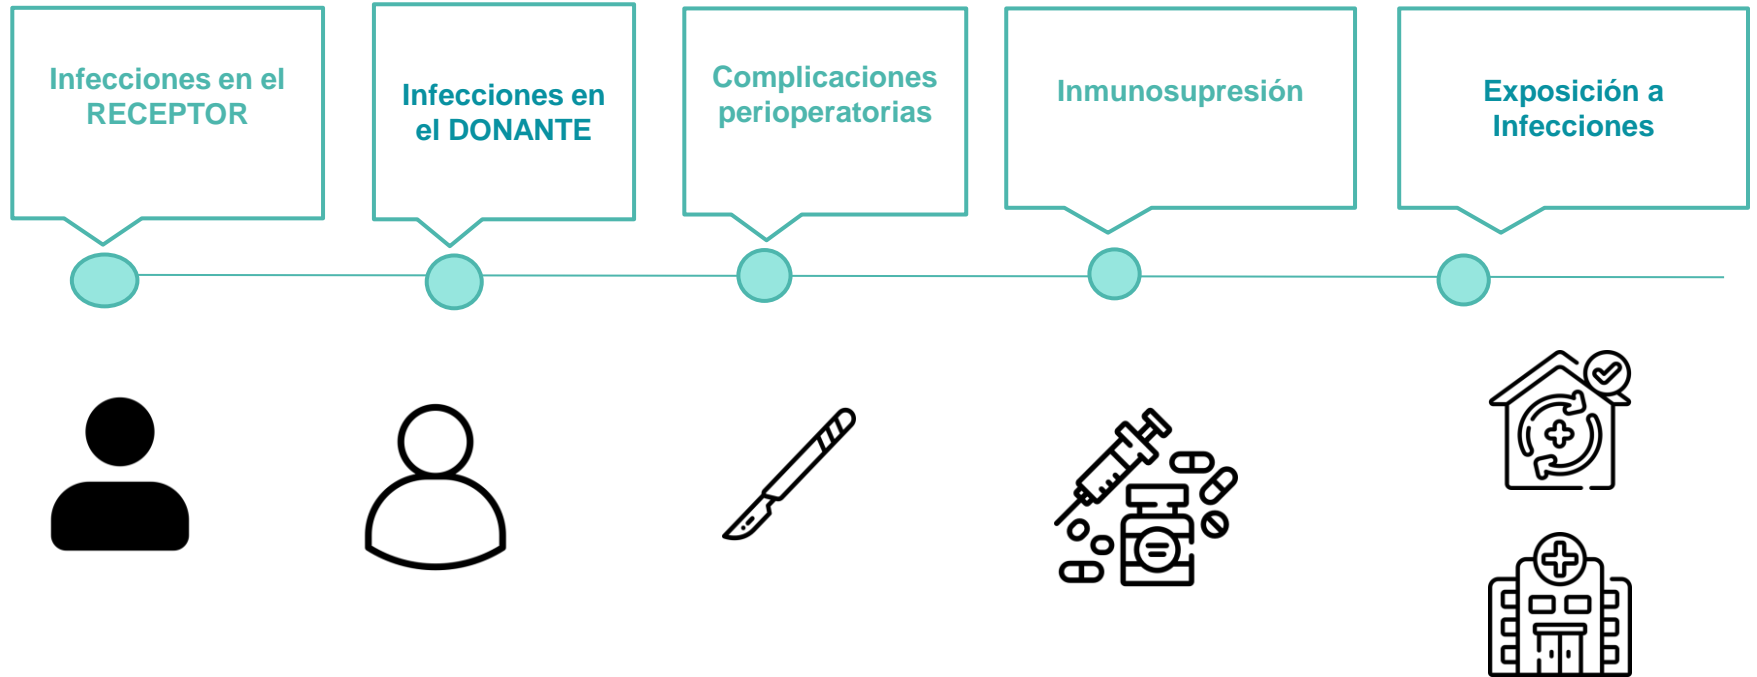 Infecciones en el
RECEPTOR
Infecciones en
el DONANTE
Complicaciones
perioperatorias
Inmunosupresión
Exposición a
Infecciones